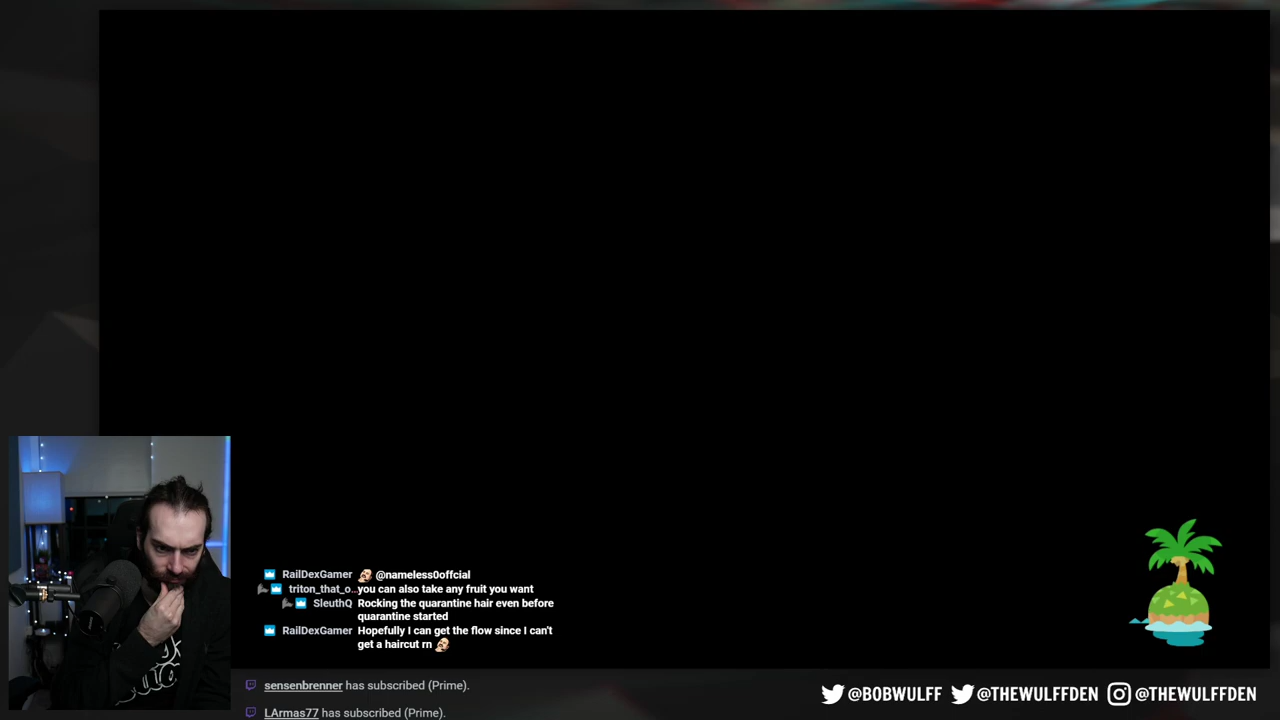 RailDexGamer @nameless0offcial
triton_that_o.. you can also take any fruit you want
SleuthQ Rocking the quarantine hair even before
quarantine started
RailDexGamer Hopefully I can get the flow since I can't
get a haircut rn
sensenbrenner has subscribed (Prime).
LArmas77 has subscribed (Prime).
@BOBWULFF @THEWULFFDEN @THEWULFFDEN